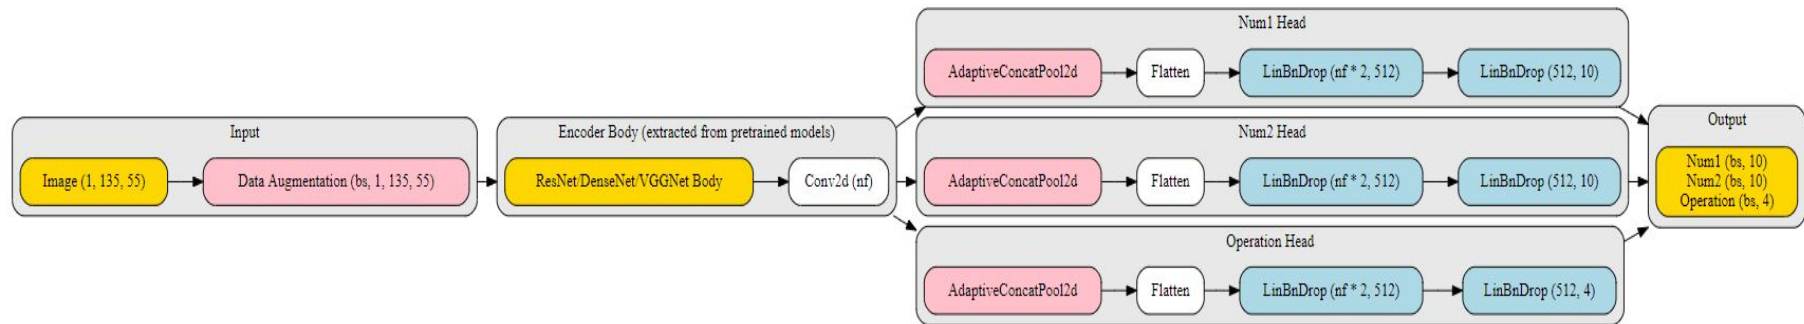 Input
Image (1, 135, 55)
Data Augmentation (bs, 1, 135, 55)
Encoder Body (extracted from pretrained models)
ResNet/DenseNet/VGGNet Body
Conv2d (nf)
Num1 Head
AdaptiveConcatPool2d
Flatten
LinBnDrop (nf * 2, 512)
LinBnDrop (512, 10)
Num2 Head
AdaptiveConcatPool2d
Flatten
LinBnDrop (nf * 2, 512)
LinBnDrop (512, 10)
Operation Head
AdaptiveConcatPool2d
Flatten
LinBnDrop (nf * 2, 512)
LinBnDrop (512, 4)
Output
Num1 (bs, 10)
Num2 (bs, 10)
Operation (bs, 4)